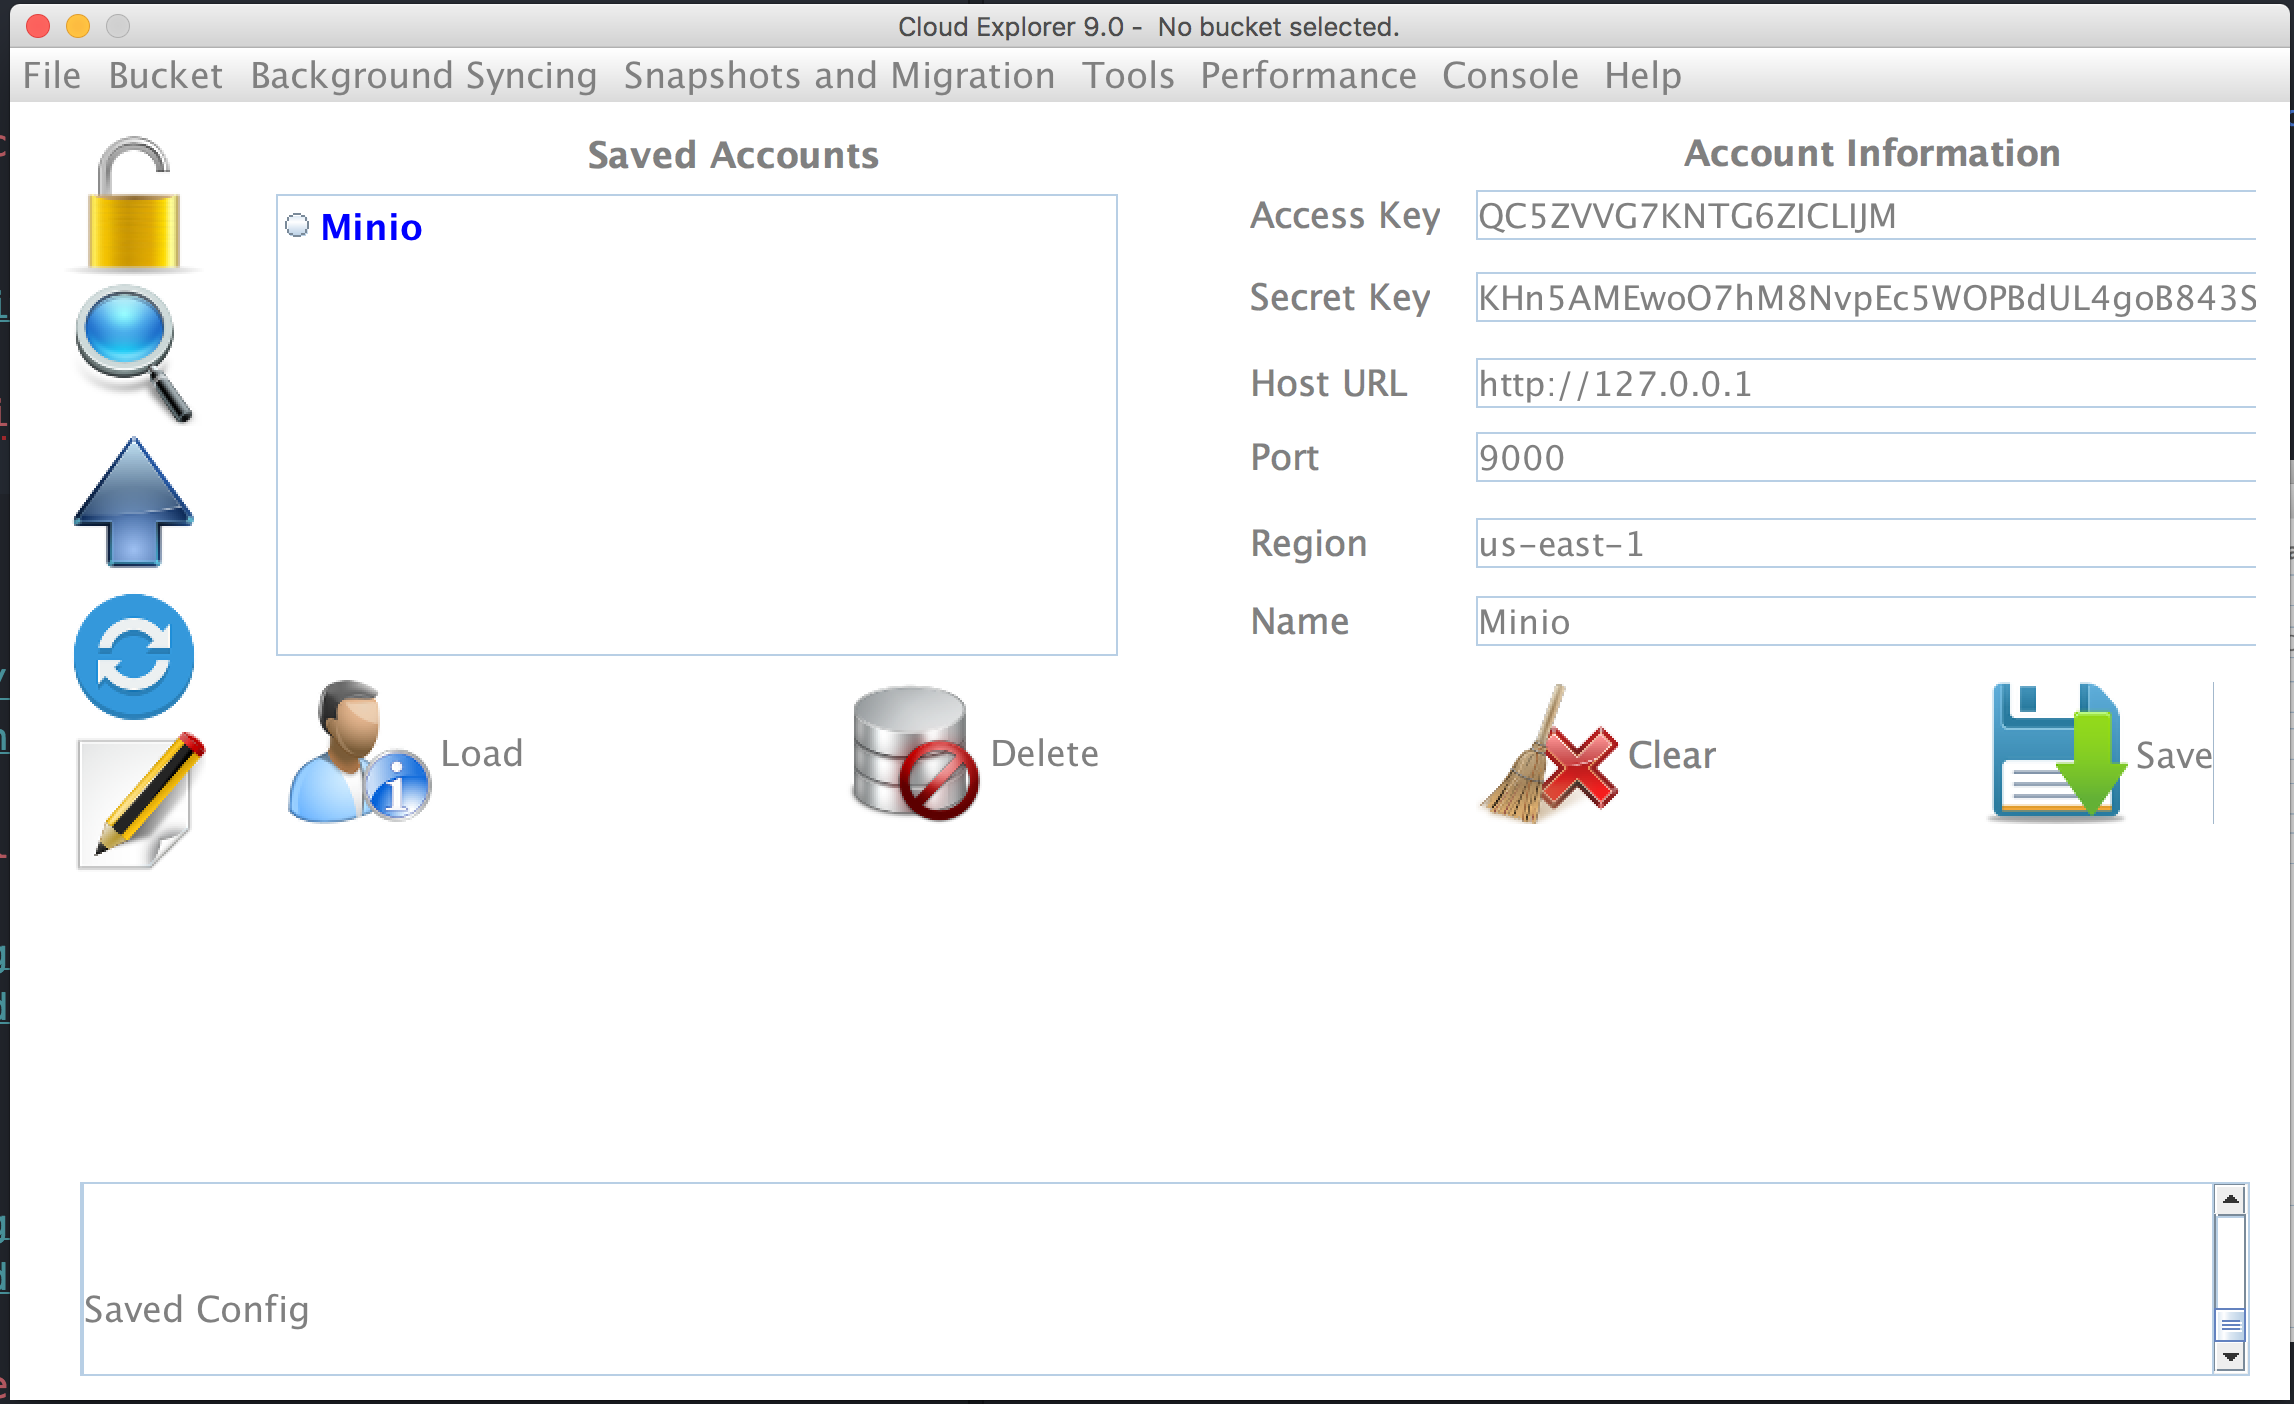 Cloud Explorer 9.0 - No bucket selected.
File Bucket Background Syncing Snapshots and Migration Tools Performance Console Help
Saved Accounts
Minio
Load
Delete
Account Information
Access Key QC5ZVVG7KNTG6ZICLIJM
Secret Key KHn5AMEwoO7hM8NvpEc5WOPBdUL4goB843S
Host URL http://127.0.0.1
Port 9000
Region us-east-1
Name Minio
Clear
Save
Saved Config